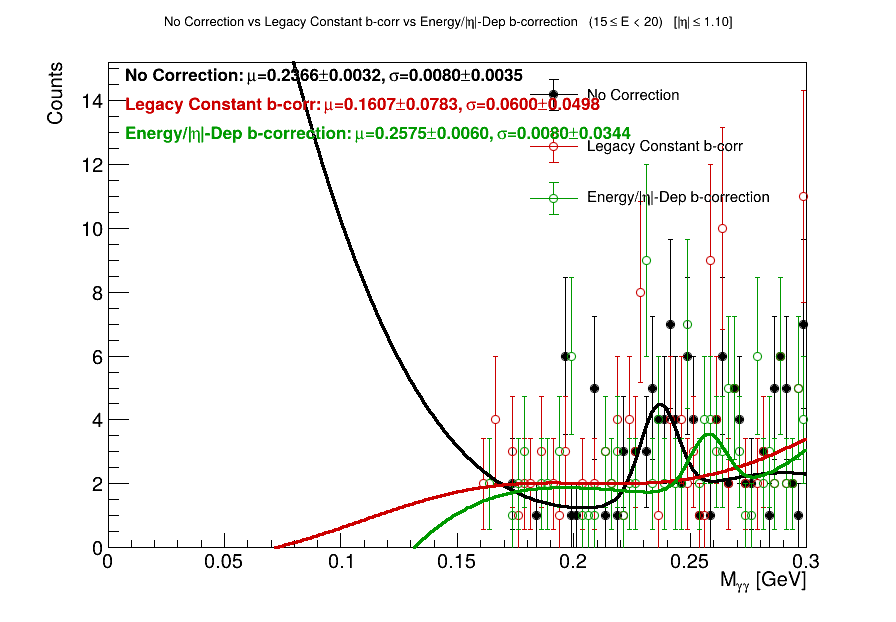 No Correction vs Legacy Constant b-corr vs Energy/|η|-Dep b-correction (15 ≤ E < 20) [|η| ≤ 1.10]
Counts
No Correction: μ=0.2366±0.0032, σ=0.0080±0.0035
Legacy Constant b-corr: μ=0.1607±0.0783, σ=0.0600±0.0498
Energy/|η|-Dep b-correction: μ=0.2575±0.0060, σ=0.0080±0.0344
No Correction
Legacy Constant b-corr
Energy/|η|-Dep b-correction
14
12
10
8
6
4
2
0
0 0.05 0.1 0.15 0.2 0.25 0.3
Mγγ [GeV]